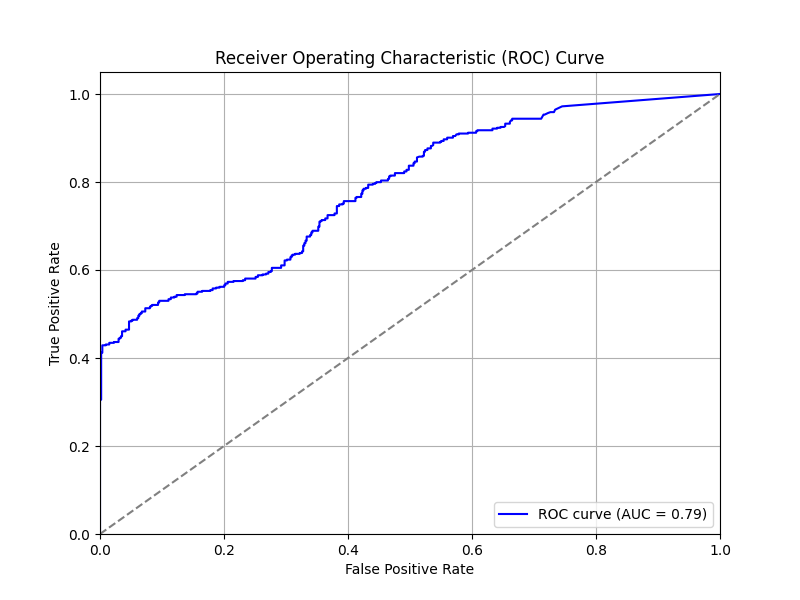 Receiver Operating Characteristic (ROC) Curve
1.0
0.8
0.6
0.4
0.2
0.0
True Positive Rate
ROC curve (AUC = 0.79)
0.0 0.2 0.4 0.6 0.8 1.0
False Positive Rate